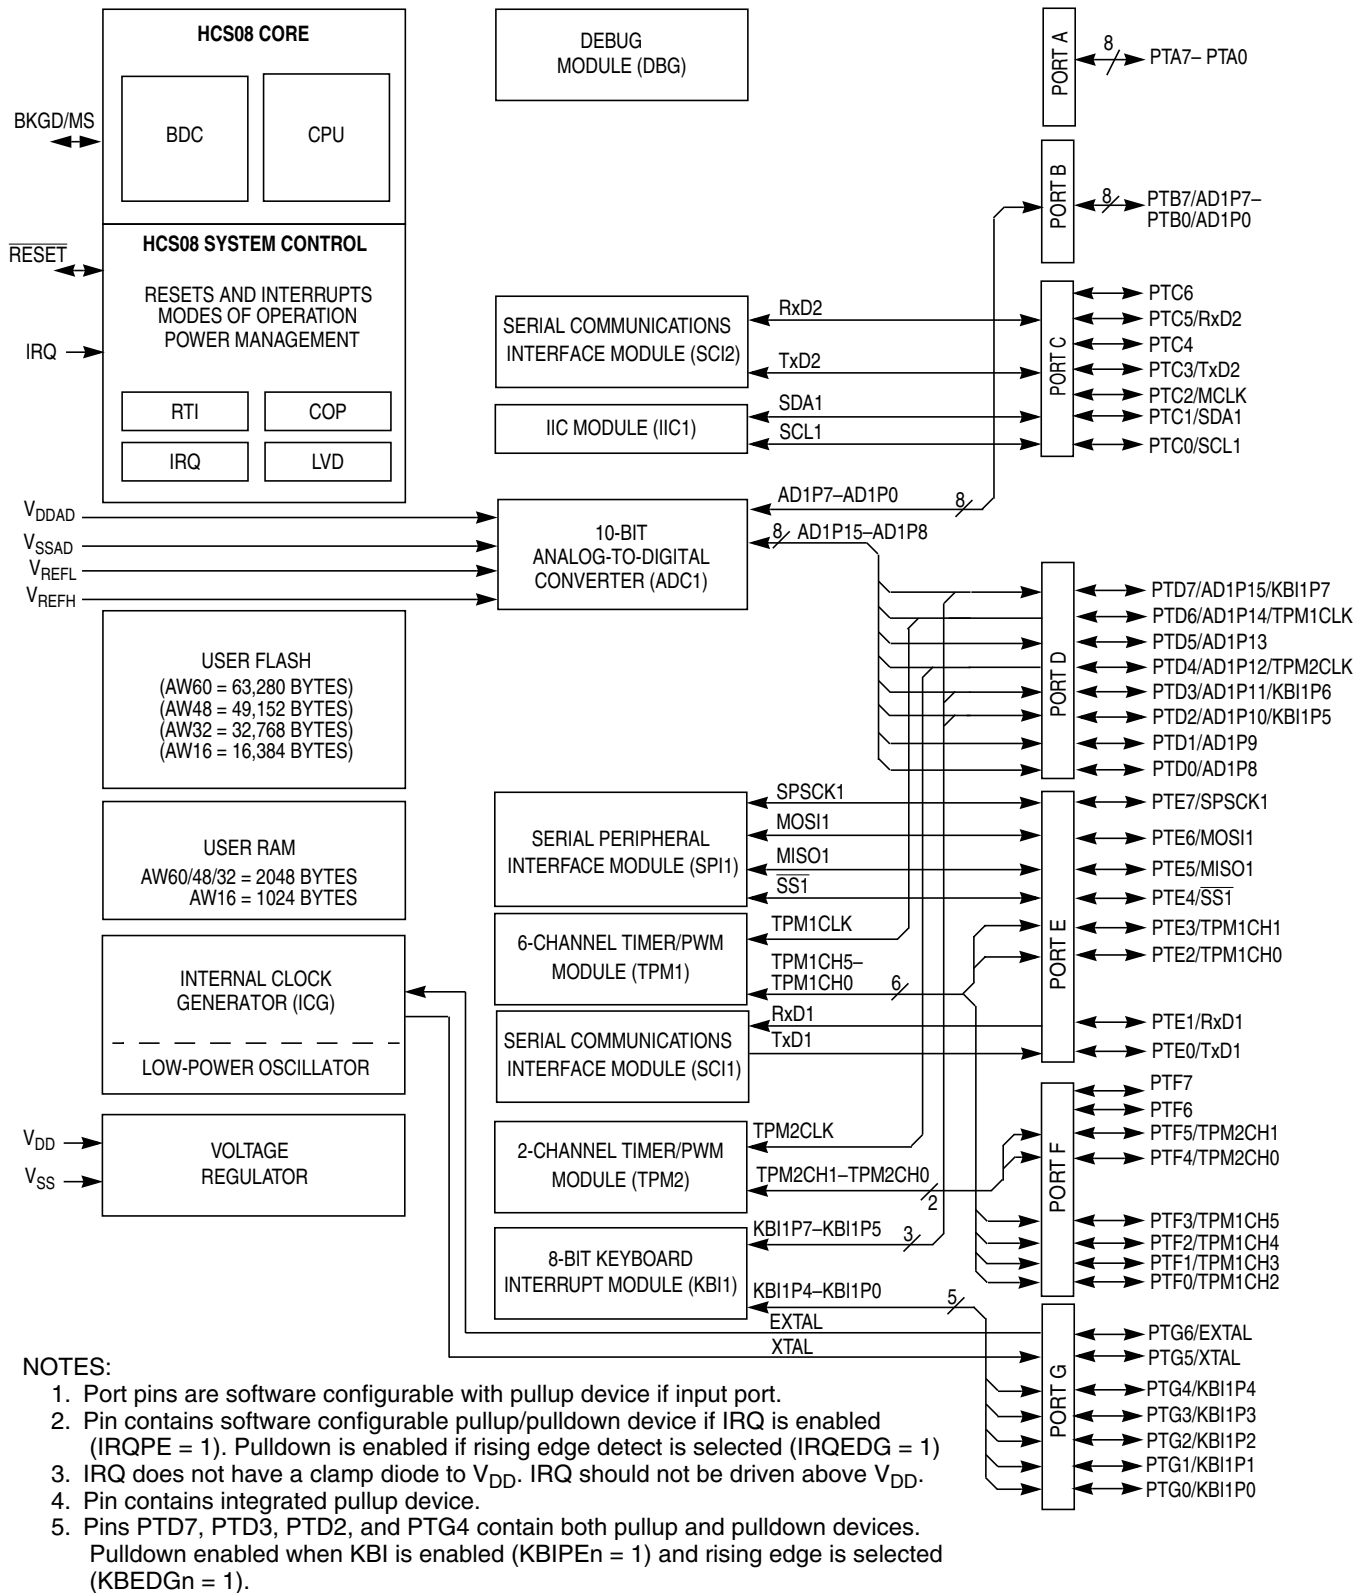 HCS08 CORE
BDC
CPU
BKGD/MS
HCS08 SYSTEM CONTROL
RESET
RESETS AND INTERRUPTS
MODES OF OPERATION
POWER MANAGEMENT
IRQ
RTI
COP
IRQ
LVD
VDDAD
VSSAD
VREFL
VREFH
USER FLASH
(AW60 = 63,280 BYTES)
(AW48 = 49,152 BYTES)
(AW32 = 32,768 BYTES)
(AW16 = 16,384 BYTES)
USER RAM
AW60/48/32 = 2048 BYTES
AW16 = 1024 BYTES
INTERNAL CLOCK
GENERATOR (ICG)
LOW-POWER OSCILLATOR
VDD
VSS
VOLTAGE
REGULATOR
DEBUG
MODULE (DBG)
SERIAL COMMUNICATIONS
INTERFACE MODULE (SCI2)
RxD2
TxD2
IIC MODULE (IIC1)
SDA1
SCL1
10-BIT
ANALOG-TO-DIGITAL
CONVERTER (ADC1)
AD1P7–AD1P0
8
8
AD1P15–AD1P8
SERIAL PERIPHERAL
INTERFACE MODULE (SPI1)
SPSCK1
MOSI1
MISO1
SS1
6-CHANNEL TIMER/PWM
MODULE (TPM1)
TPM1CLK
TPM1CH5–
TPM1CH0
6
SERIAL COMMUNICATIONS
INTERFACE MODULE (SCI1)
RxD1
TxD1
2-CHANNEL TIMER/PWM
MODULE (TPM2)
TPM2CLK
TPM2CH1–TPM2CH0
2
8-BIT KEYBOARD
INTERRUPT MODULE (KBI1)
KBI1P7–KBI1P5
3
KBI1P4–KBI1P0
5
EXTAL
XTAL
PORT A
8
PTA7– PTA0
PORT B
8
PTB7/AD1P7–
PTB0/AD1P0
PORT C
PTC6
PTC5/RxD2
PTC4
PTC3/TxD2
PTC2/MCLK
PTC1/SDA1
PTC0/SCL1
PORT D
PTD7/AD1P15/KBI1P7
PTD6/AD1P14/TPM1CLK
PTD5/AD1P13
PTD4/AD1P12/TPM2CLK
PTD3/AD1P11/KBI1P6
PTD2/AD1P10/KBI1P5
PTD1/AD1P9
PTD0/AD1P8
PORT E
PTE7/SPSCK1
PTE6/MOSI1
PTE5/MISO1
PTE4/SS1
PTE3/TPM1CH1
PTE2/TPM1CH0
PTE1/RxD1
PTE0/TxD1
PORT F
PTF7
PTF6
PTF5/TPM2CH1
PTF4/TPM2CH0
PTF3/TPM1CH5
PTF2/TPM1CH4
PTF1/TPM1CH3
PTF0/TPM1CH2
PORT G
PTG6/EXTAL
PTG5/XTAL
PTG4/KBI1P4
PTG3/KBI1P3
PTG2/KBI1P2
PTG1/KBI1P1
PTG0/KBI1P0
NOTES:
1. Port pins are software configurable with pullup device if input port.
2. Pin contains software configurable pullup/pulldown device if IRQ is enabled
(IRQPE = 1). Pulldown is enabled if rising edge detect is selected (IRQEDG = 1)
3. IRQ does not have a clamp diode to VDD. IRQ should not be driven above VDD.
4. Pin contains integrated pullup device.
5. Pins PTD7, PTD3, PTD2, and PTG4 contain both pullup and pulldown devices.
Pulldown enabled when KBI is enabled (KBIPEn = 1) and rising edge is selected
(KBEDGn = 1).